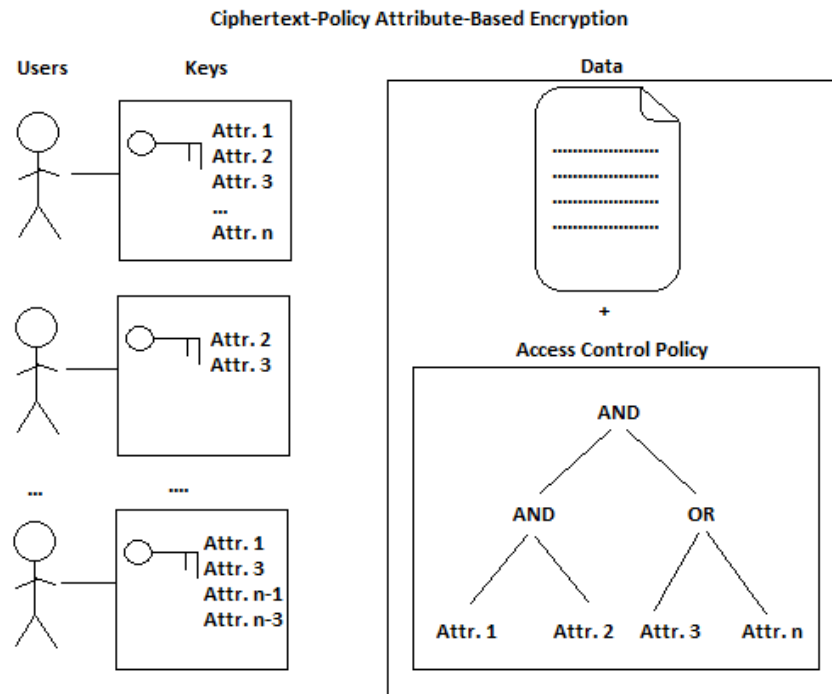 Ciphertext-Policy Attribute-Based Encryption
Users
Keys
Attr. 1
Attr. 2
Attr. 3
...
Attr. n
Attr. 2
Attr. 3
...
....
Attr. 1
Attr. 3
Attr. n-1
Attr. n-3
Data
+
Access Control Policy
AND
AND
OR
Attr. 1
Attr. 2
Attr. 3
Attr. n